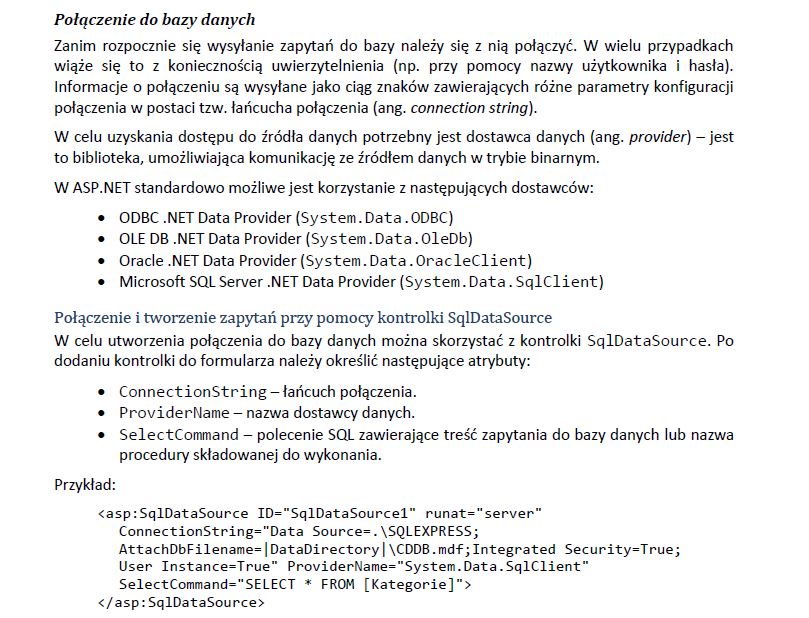 Połączenie do bazy danych
Zanim rozpocznie się wysyłanie zapytań do bazy należy się z nią połączyć. W wielu przypadkach
wiąże się to z koniecznością uwierzytelnienia (np. przy pomocy nazwy użytkownika i hasła).
Informacje o połączeniu są wysyłane jako ciąg znaków zawierających różne parametry konfiguracji
połączenia w postaci tzw. łańcucha połączenia (ang. connection string).
W celu uzyskania dostępu do źródła danych potrzebny jest dostawca danych (ang. provider) – jest
to biblioteka, umożliwiająca komunikację ze źródłem danych w trybie binarnym.
W ASP.NET standardowo możliwe jest korzystanie z następujących dostawców:
• ODBC .NET Data Provider (System.Data.ODBC)
• OLE DB .NET Data Provider (System.Data.OleDb)
• Oracle .NET Data Provider (System.Data.OracleClient)
• Microsoft SQL Server .NET Data Provider (System.Data.SqlClient)
Połączenie i tworzenie zapytań przy pomocy kontrolki SqlDataSource
W celu utworzenia połączenia do bazy danych można skorzystać z kontrolki SqlDataSource. Po
dodaniu kontrolki do formularza należy określić następujące atrybuty:
• ConnectionString – łańcuch połączenia.
• ProviderName – nazwa dostawcy danych.
• SelectCommand – polecenie SQL zawierające treść zapytania do bazy danych lub nazwa
procedury składowanej do wykonania.
Przykład:
<asp:SqlDataSource ID="SqlDataSource1" runat="server"
ConnectionString="Data Source=.\SQLEXPRESS;
AttachDbFilename=|DataDirectory|\CDDB.mdf;Integrated Security=True;
User Instance=True" ProviderName="System.Data.SqlClient"
SelectCommand="SELECT * FROM [Kategorie]">
</asp:SqlDataSource>